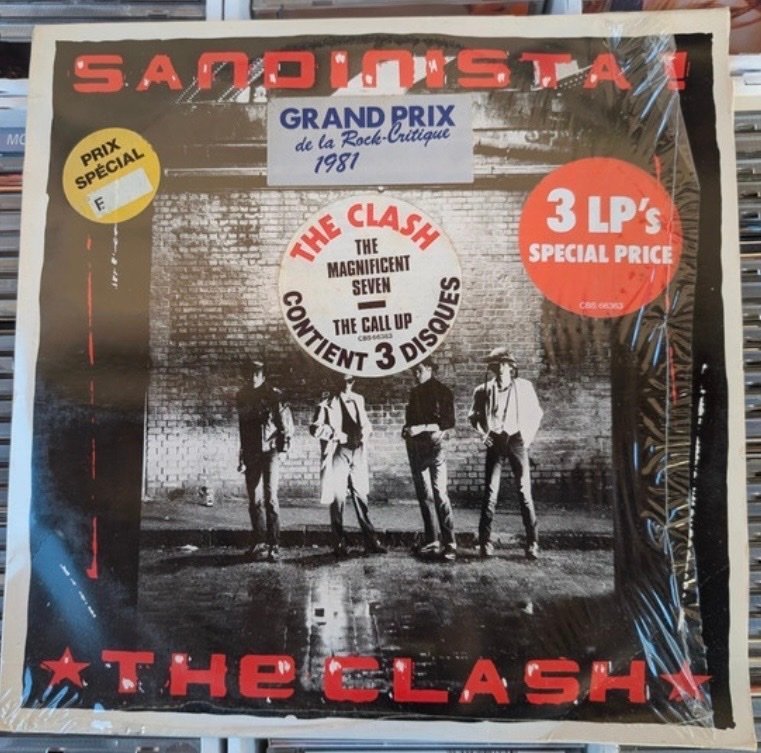 SANDINISTA!
GRAND PRIX
de la Rock-Critique
1981
PRIX
SPÉCIAL
F
3 LP's
SPECIAL PRICE
CBS 66363
THE CLASH
THE
MAGNIFICENT
SEVEN
THE CALL UP
CBS 66363
CONTIENT 3 DISQUES
THE CLASH